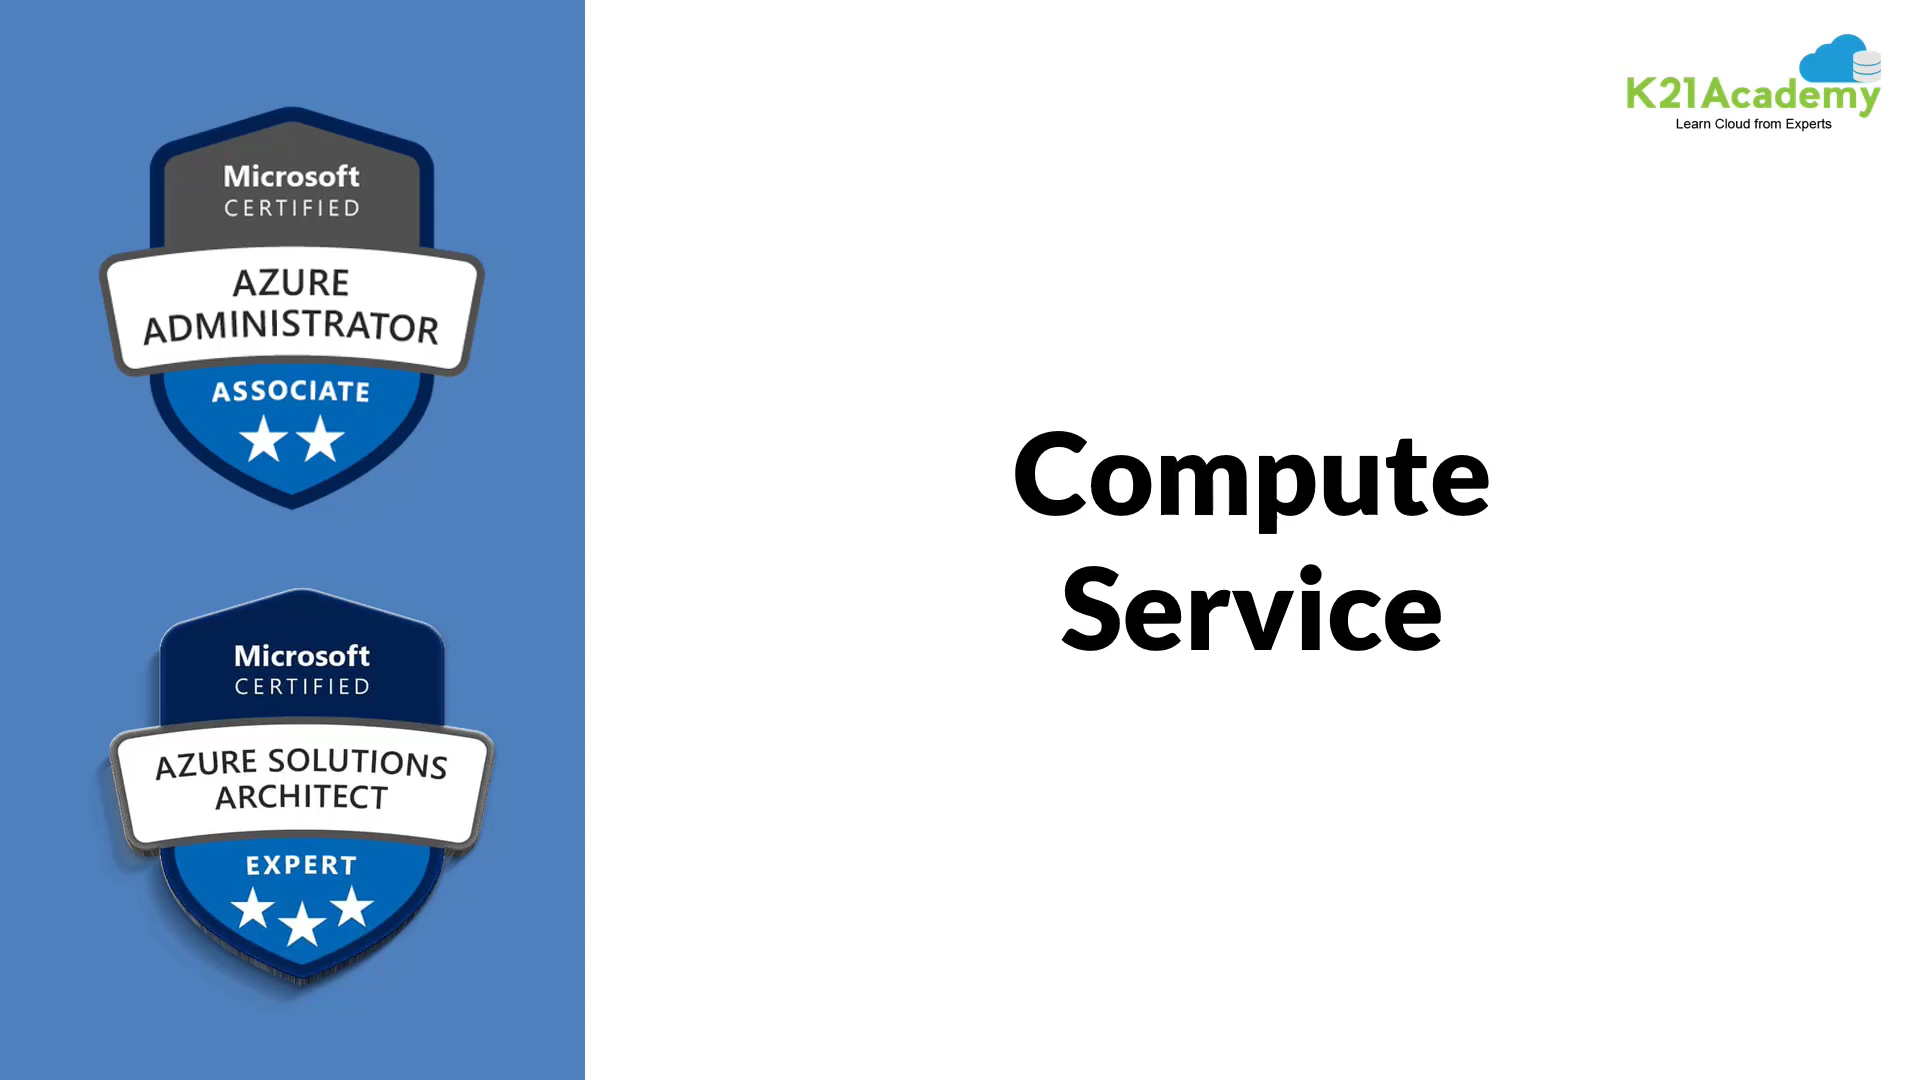 Microsoft
CERTIFIED
AZURE
ADMINISTRATOR
ASSOCIATE
Microsoft
CERTIFIED
AZURE SOLUTIONS
ARCHITECT
EXPERT
K21Academy
Learn Cloud from Experts
Compute
Service